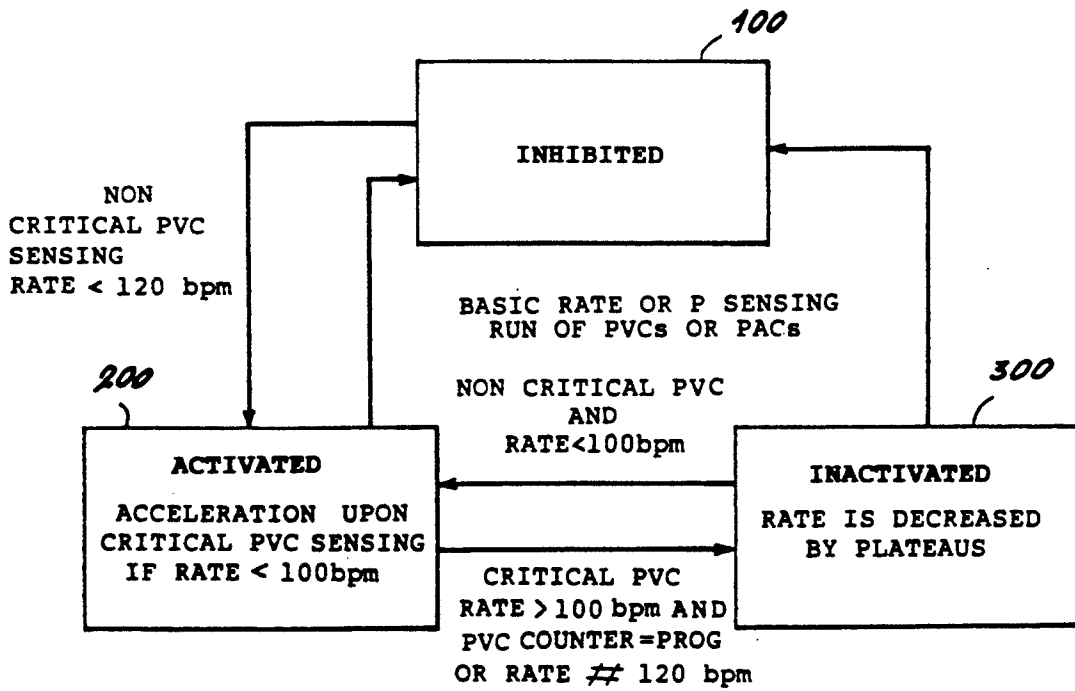 100
INHIBITED
NON
CRITICAL PVC
SENSING
RATE < 120 bpm
BASIC RATE OR P SENSING
RUN OF PVCs OR PACs
200
300
NON CRITICAL PVC
AND
RATE<100bpm
ACTIVATED
ACCELERATION UPON
CRITICAL PVC SENSING
IF RATE < 100bpm
INACTIVATED
RATE IS DECREASED
BY PLATEAUS
CRITICAL PVC
RATE >100 bpm AND
PVC COUNTER=PROG
OR RATE # 120 bpm